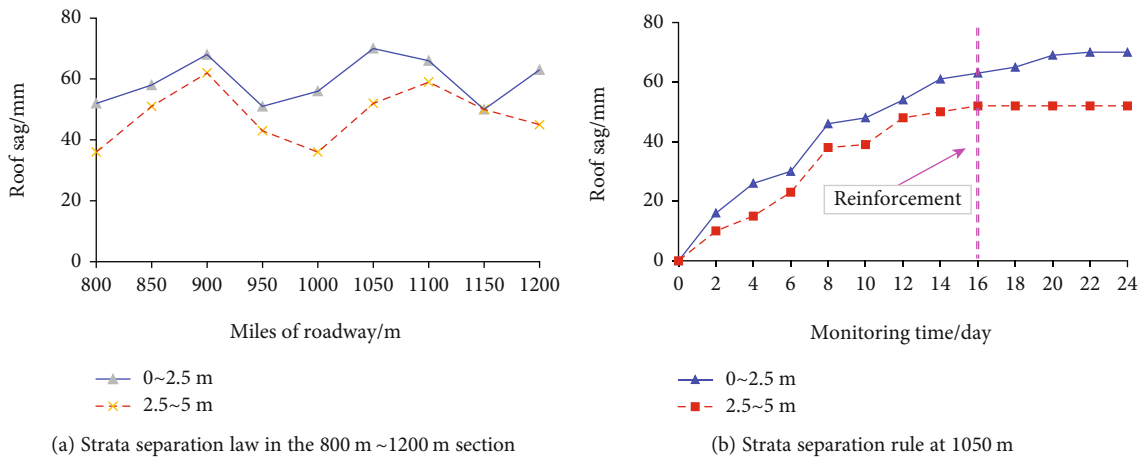 80
60
40
20
0
Roof sag/mm
800 850 900 950 1000 1050 1100 1150 1200
Miles of roadway/m
0~2.5 m
2.5~5 m
(a) Strata separation law in the 800 m ~1200 m section
80
60
40
20
0
Roof sag/mm
Reinforcement
0 2 4 6 8 10 12 14 16 18 20 22 24
Monitoring time/day
0~2.5 m
2.5~5 m
(b) Strata separation rule at 1050 m